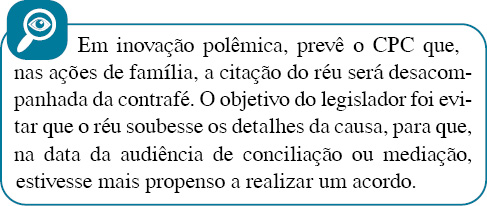 Em inovação polêmica, prevê o CPC que,
nas ações de família, a citação do réu será desacom-
panhada da contrafé. O objetivo do legislador foi evi-
tar que o réu soubesse os detalhes da causa, para que,
na data da audiência de conciliação ou mediação,
estivesse mais propenso a realizar um acordo.